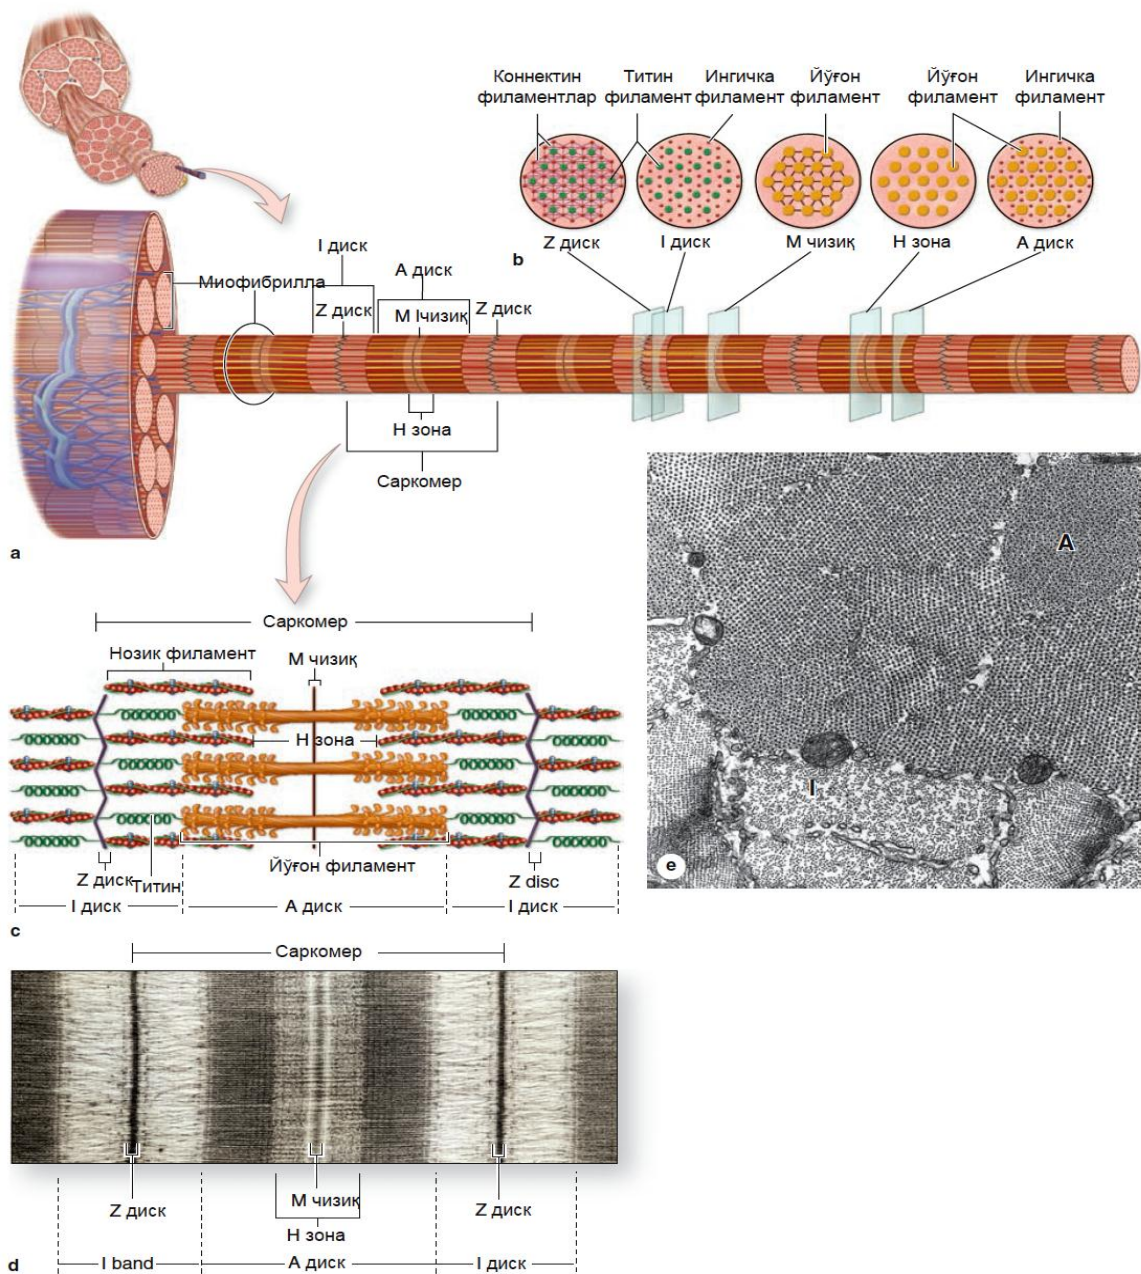 Коннектин филаментлар
Титин филамент
Ингичка филамент
Йўғон филамент
Йўғон филамент
Ингичка филамент
Z диск
I диск
М чизиқ
Н зона
А диск
b
I диск
А диск
Миофибрилла
Z диск
М Iчизиқ
Z диск
Н зона
Саркомер
a
А
I
e
Саркомер
Нозик филамент
М чизиқ
Н зона
Йўғон филамент
Z диск
Титин
Z disc
I диск
А диск
I диск
c
Саркомер
Z диск
М чизиқ
Z диск
Н зона
I band
А диск
I диск
d